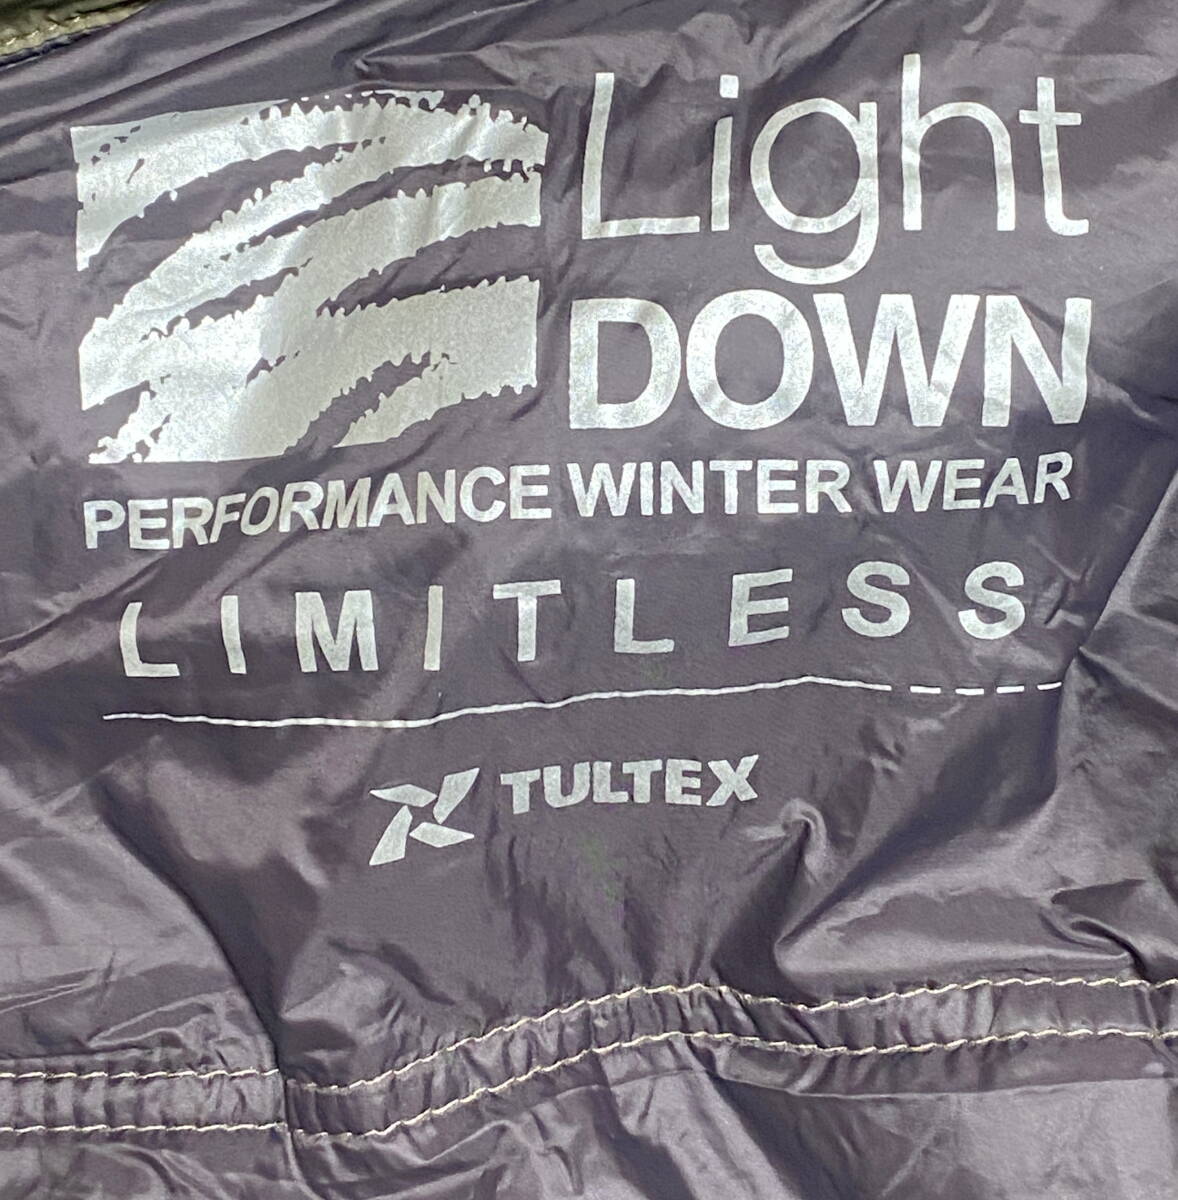 Light
DOWN
PERFORMANCE WINTER WEAR
LIMITLESS
TULTEX